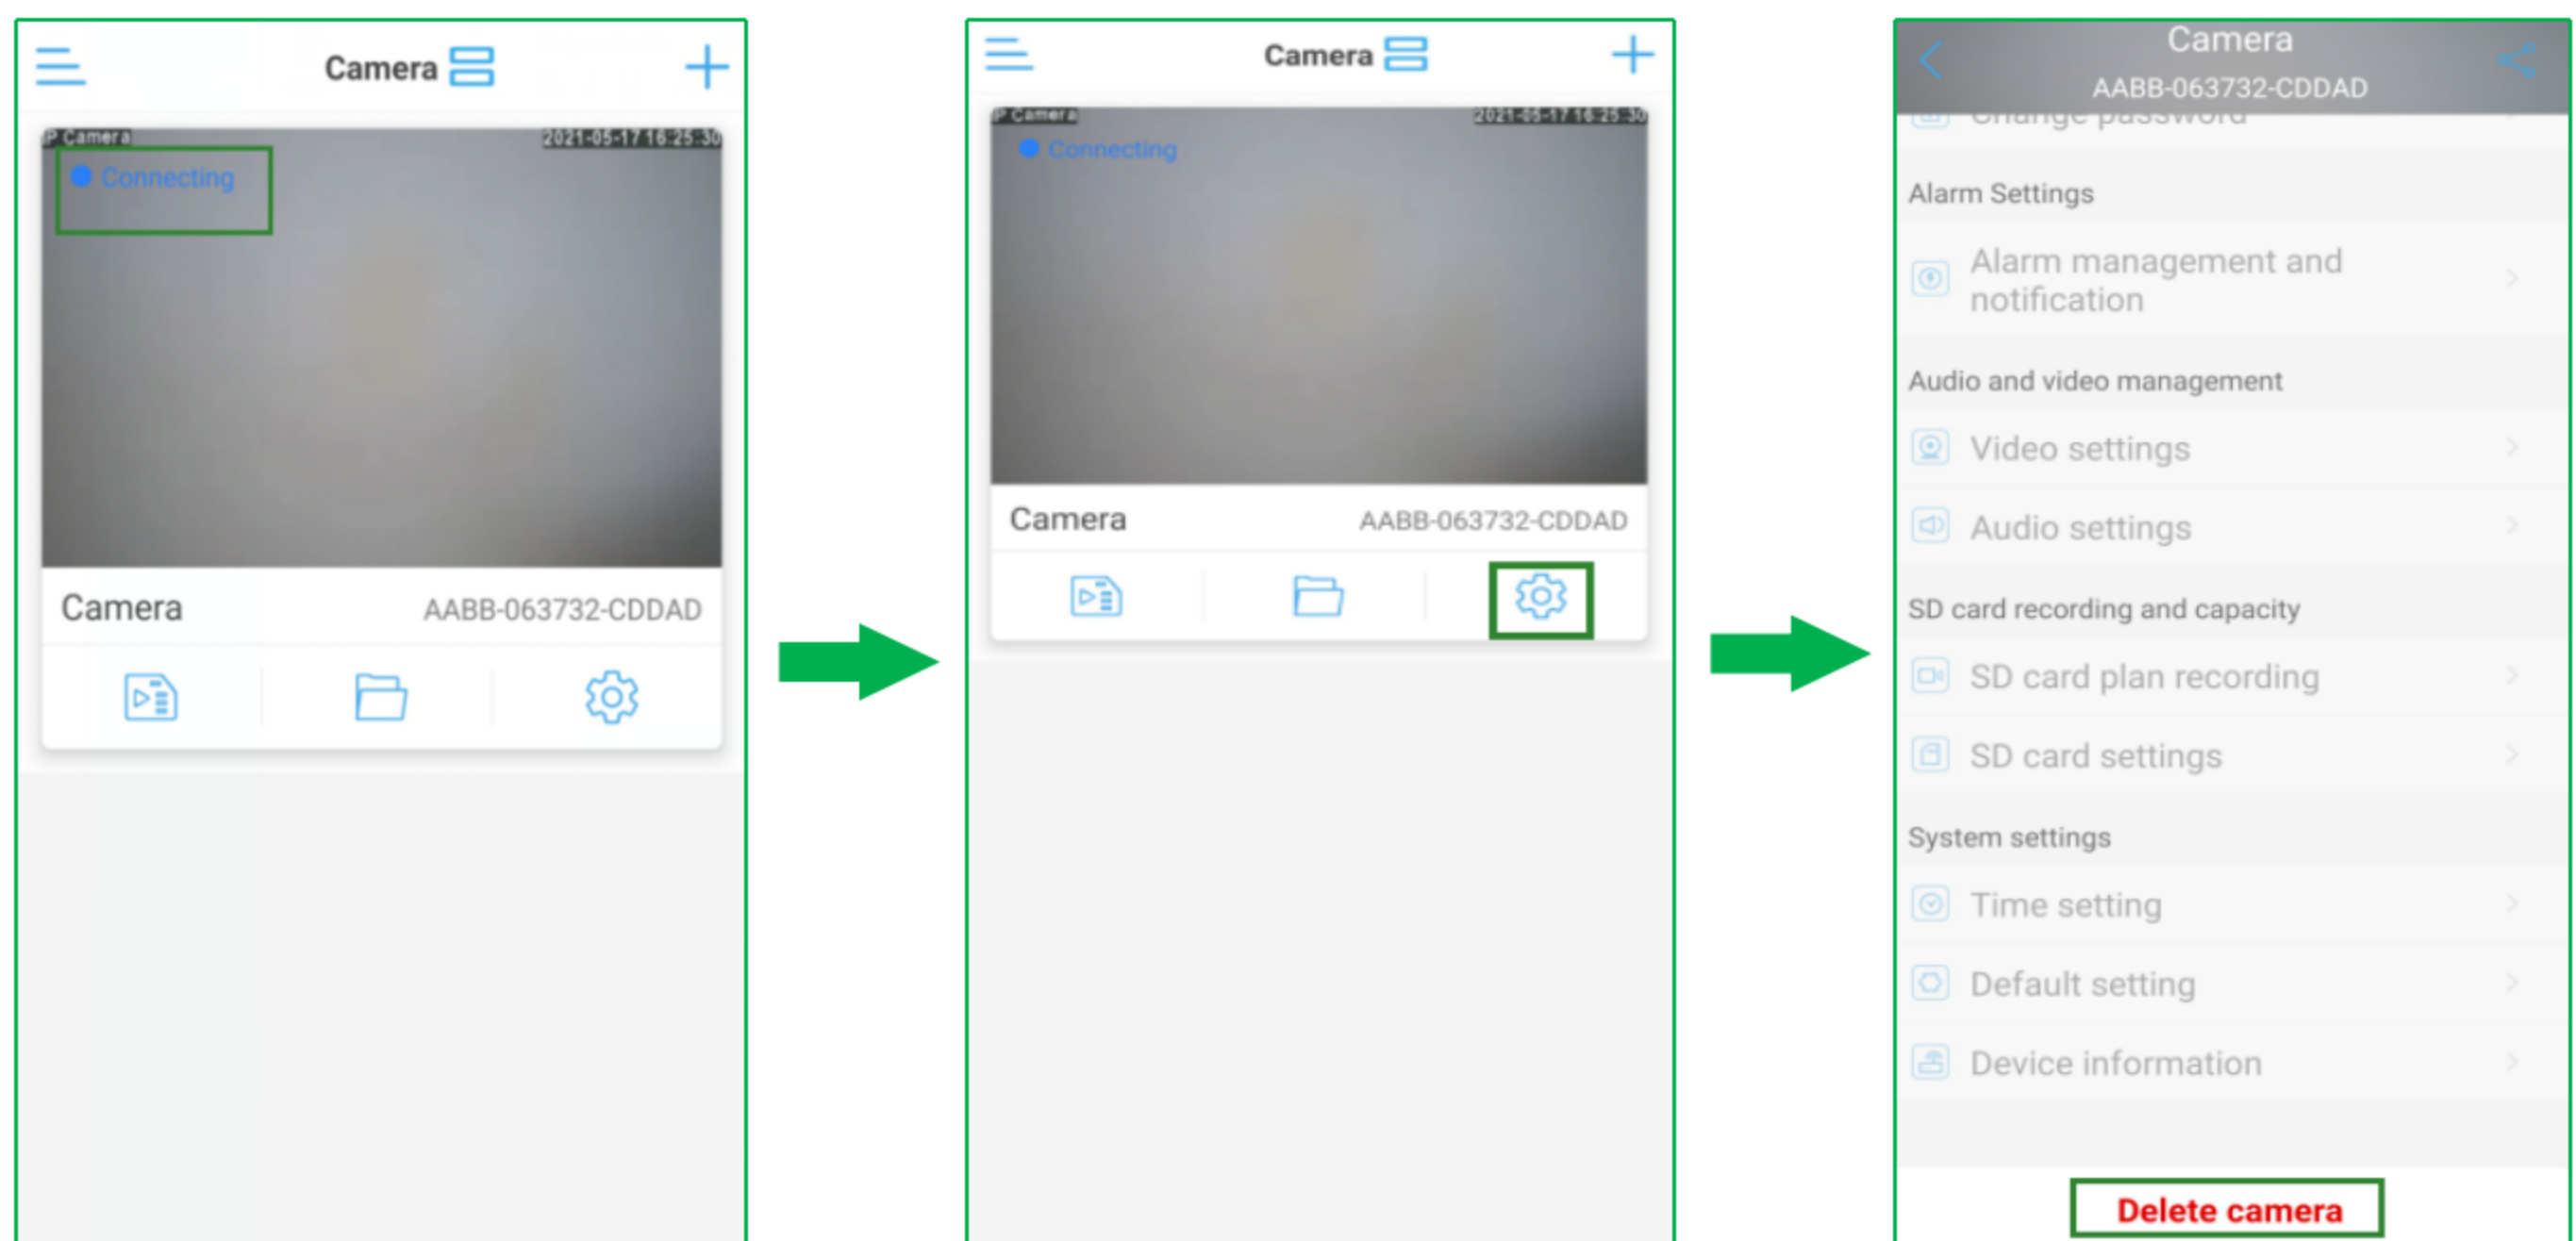 Camera
IP Camera
2021-05-17 16:25:30
Connecting
Camera
AABB-063732-CDDAD
Camera
P Camera
2021-05-17 16:25:30
Connecting
Camera
AABB-063732-CDDAD
Camera
AABB-063732-CDDAD
Change password
Alarm Settings
Alarm management and
notification
Audio and video management
Video settings
Audio settings
SD card recording and capacity
SD card plan recording
SD card settings
System settings
Time setting
Default setting
Device information
Delete camera